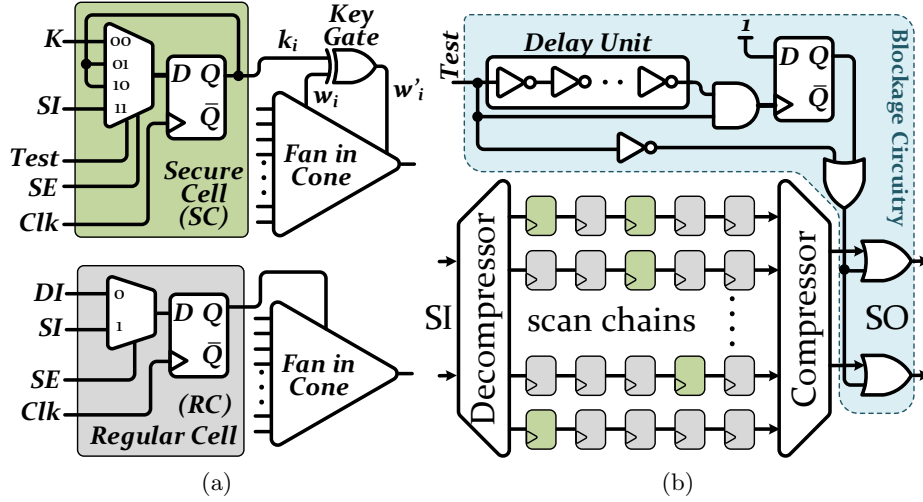 K
00
01
10
SI
11
Test
SE
Clk
D Q
Q̅
Secure
Cell
(SC)
k_i
Key
Gate
w_i
w'_i
Fan in
Cone
DI
0
SI
1
SE
Clk
D Q
Q̅
(RC)
Regular Cell
Fan in
Cone
(a)
Test
Delay Unit
...
1
D Q
Q̅
Blockage Circuitry
SI
Decompressor
scan chains
Compressor
SO
(b)